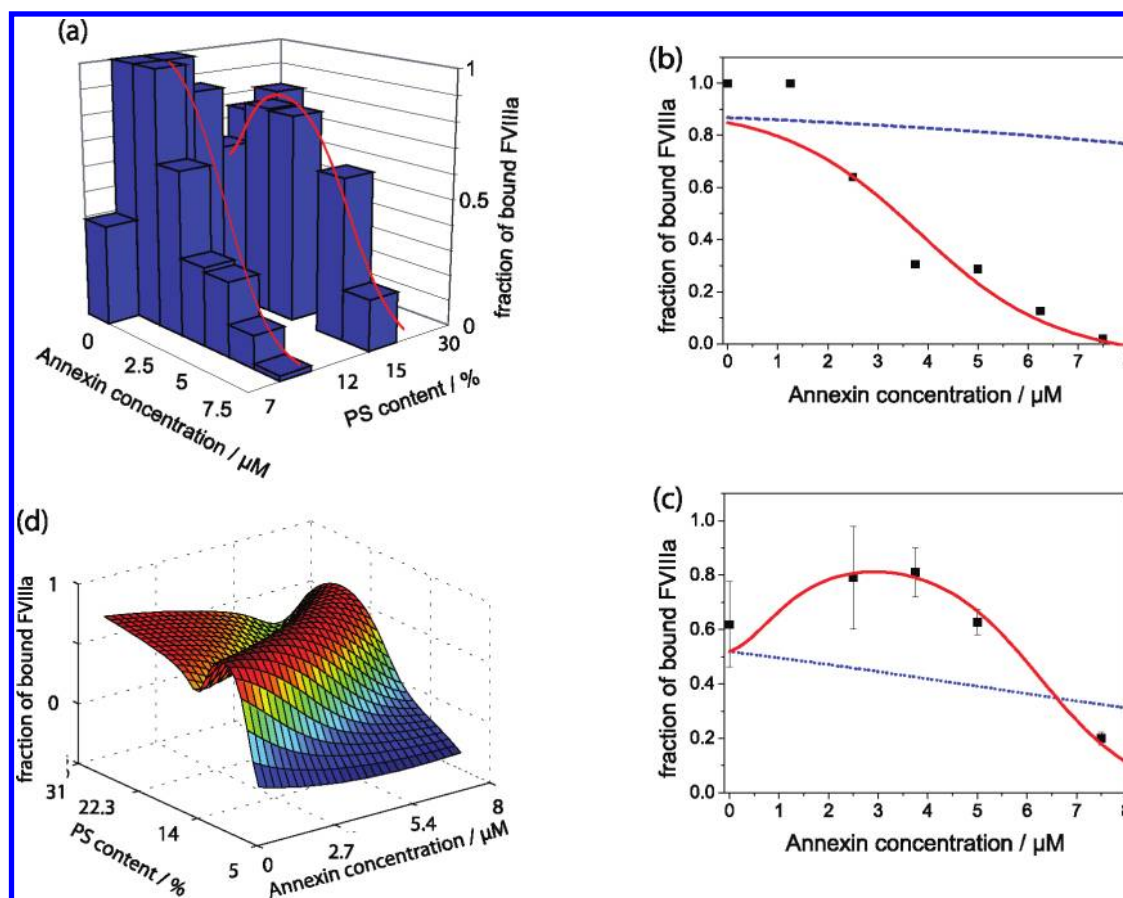 (a)
1
0.5
0
fraction of bound FVIIIa
0
2.5
5
7.5
Annexin concentration / µM
7
12
15
30
PS content / %
(b)
1.0
0.8
0.6
0.4
0.2
0.0
fraction of bound FVIIIa
0 1 2 3 4 5 6 7 8
Annexin concentration / µM
(d)
1
0
fraction of bound FVIIIa
31
22.3
14
5
PS content / %
0
2.7
5.4
8
Annexin concentration / µM
(c)
1.0
0.8
0.6
0.4
0.2
0.0
fraction of bound FVIIIa
0 1 2 3 4 5 6 7 8
Annexin concentration / µM